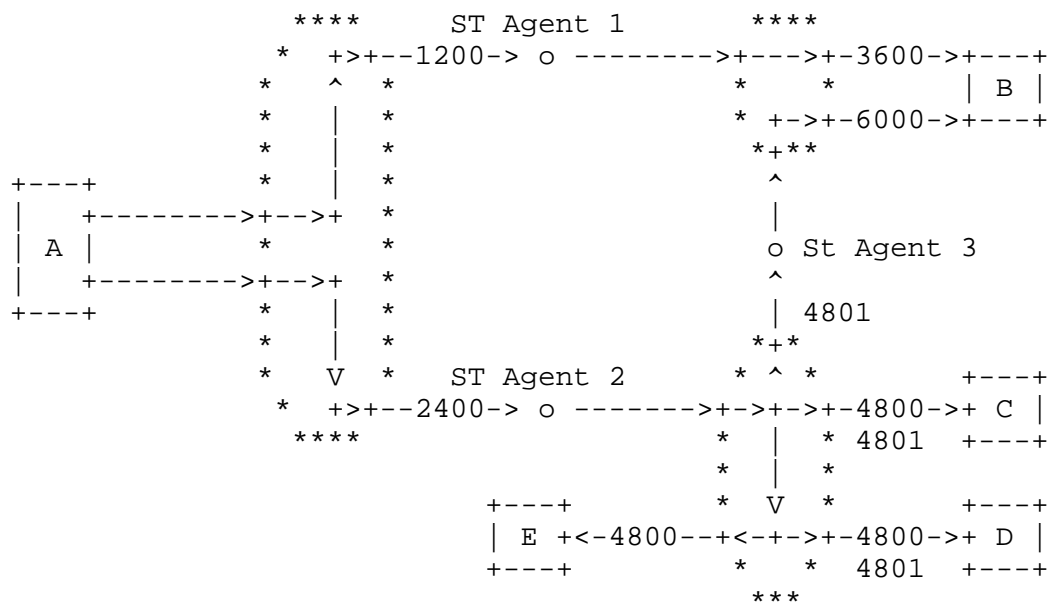 ****       ST Agent 1        ****
         *  +>+--1200-> o --------->+--->+-3600->+---+
        *   ^  *                    *    *       | B |
        *   |  *                    * +->+-6000->+---+
        *   |  *                     *+**
+---+   *   |  *                      ^
|   +-------->+-->+  *                      |
| A |   *      *                      o St Agent 3
|   +-------->+-->+  *                      ^
+---+   *   |  *                      | 4801
        *   |  *                     *+*
        *   V  *     ST Agent 2     * ^ *        +---+
         *  +>+--2400-> o ------->+->+->+-4800->+ C |
          ****                      * |  * 4801  +---+
                                    * |  *
                       +---+        * V  *       +---+
                       | E +<-4800--+<-+->+-4800->+ D |
                       +---+         *   * 4801  +---+
                                      ***